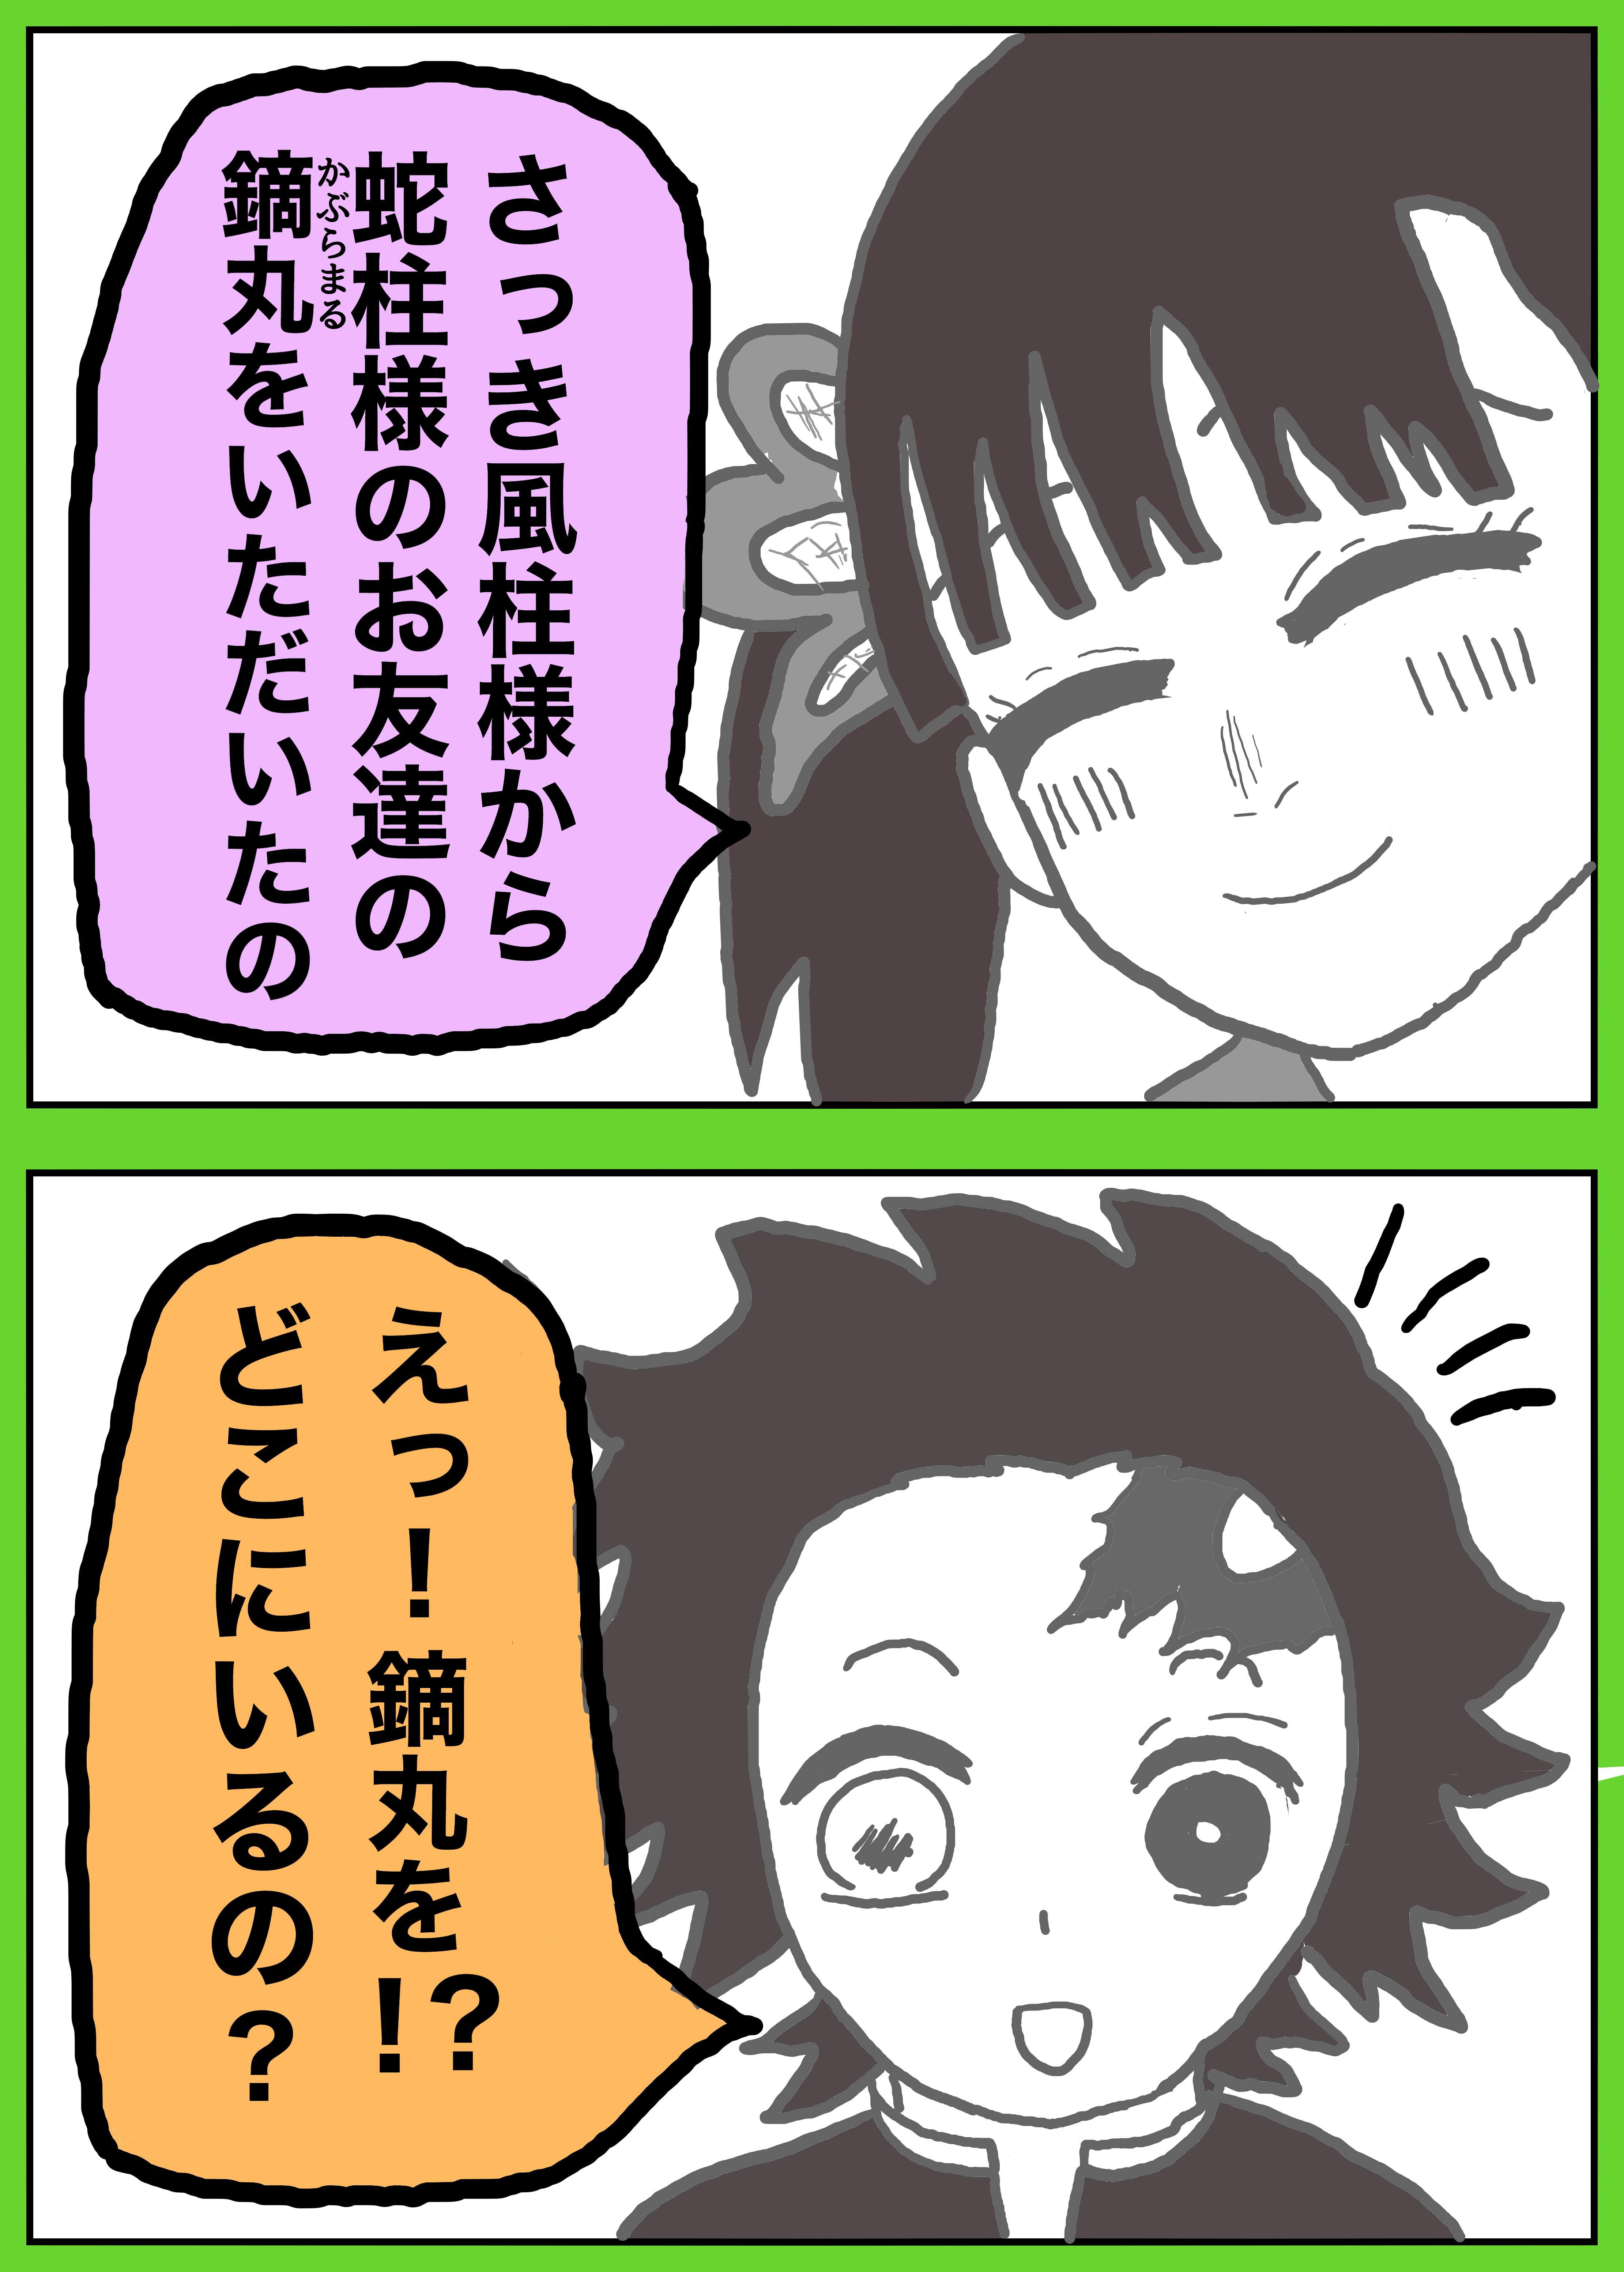 さっき風柱様から
蛇柱様のお友達の
鏑丸をいただいたの
かぶらまる
えっ！鏑丸を!?
どこにいるの？